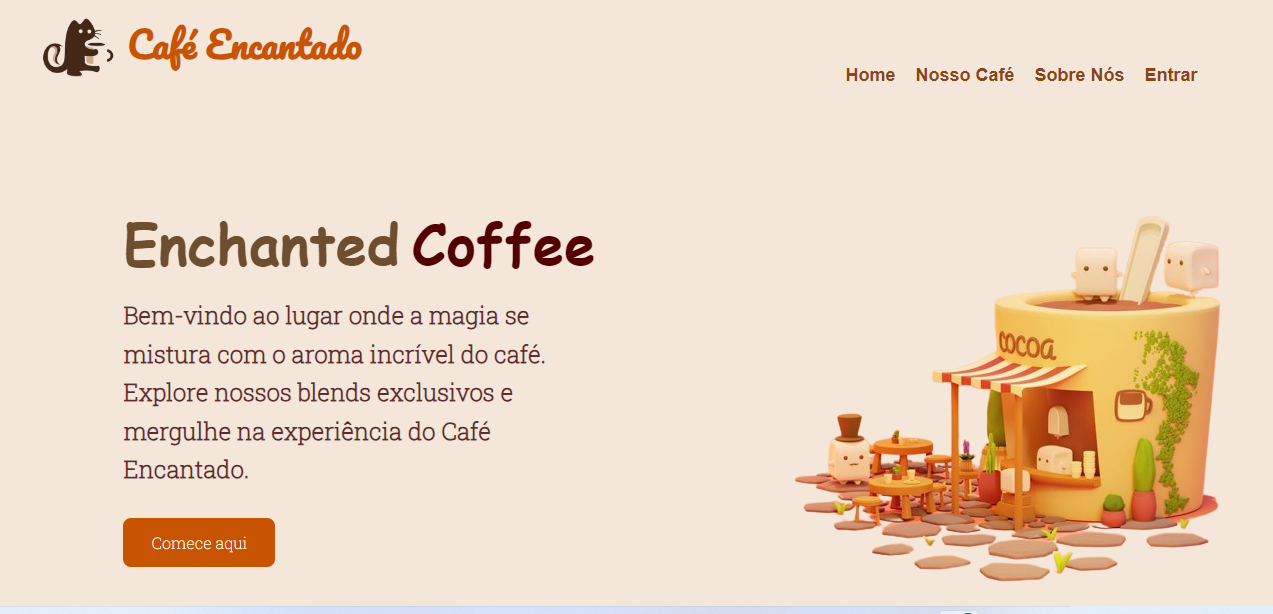 Café Encantado
Home Nosso Café Sobre Nós Entrar
Enchanted Coffee
Bem-vindo ao lugar onde a magia se
mistura com o aroma incrível do café.
Explore nossos blends exclusivos e
mergulhe na experiência do Café
Encantado.
cocoa
Comece aqui